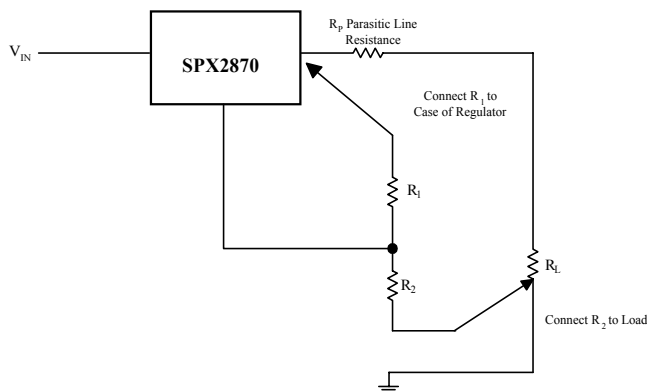 R_P Parasitic Line
Resistance
V_IN
SPX2870
Connect R_1 to
Case of Regulator
R_1
R_2
R_L
Connect R_2 to Load